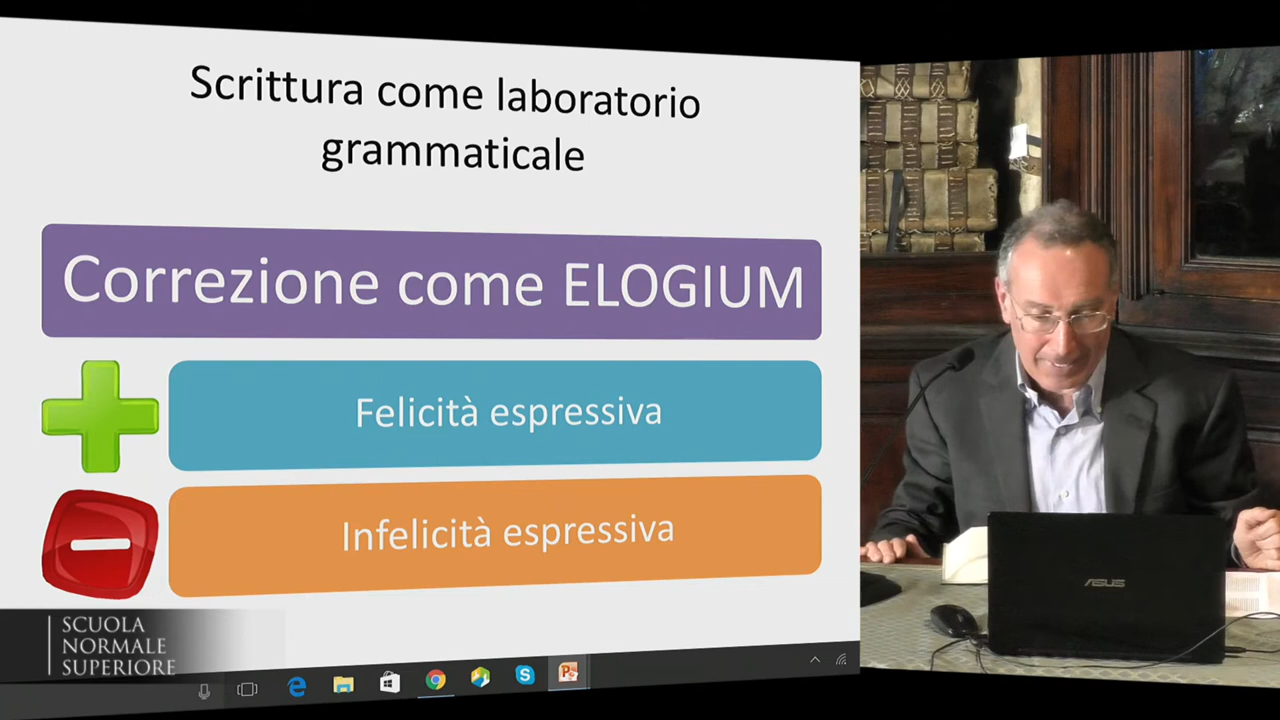 Scrittura come laboratorio
grammaticale
Correzione come ELOGIUM
Felicità espressiva
Infelicità espressiva
SCUOLA
NORMALE
SUPERIORE
ASUS